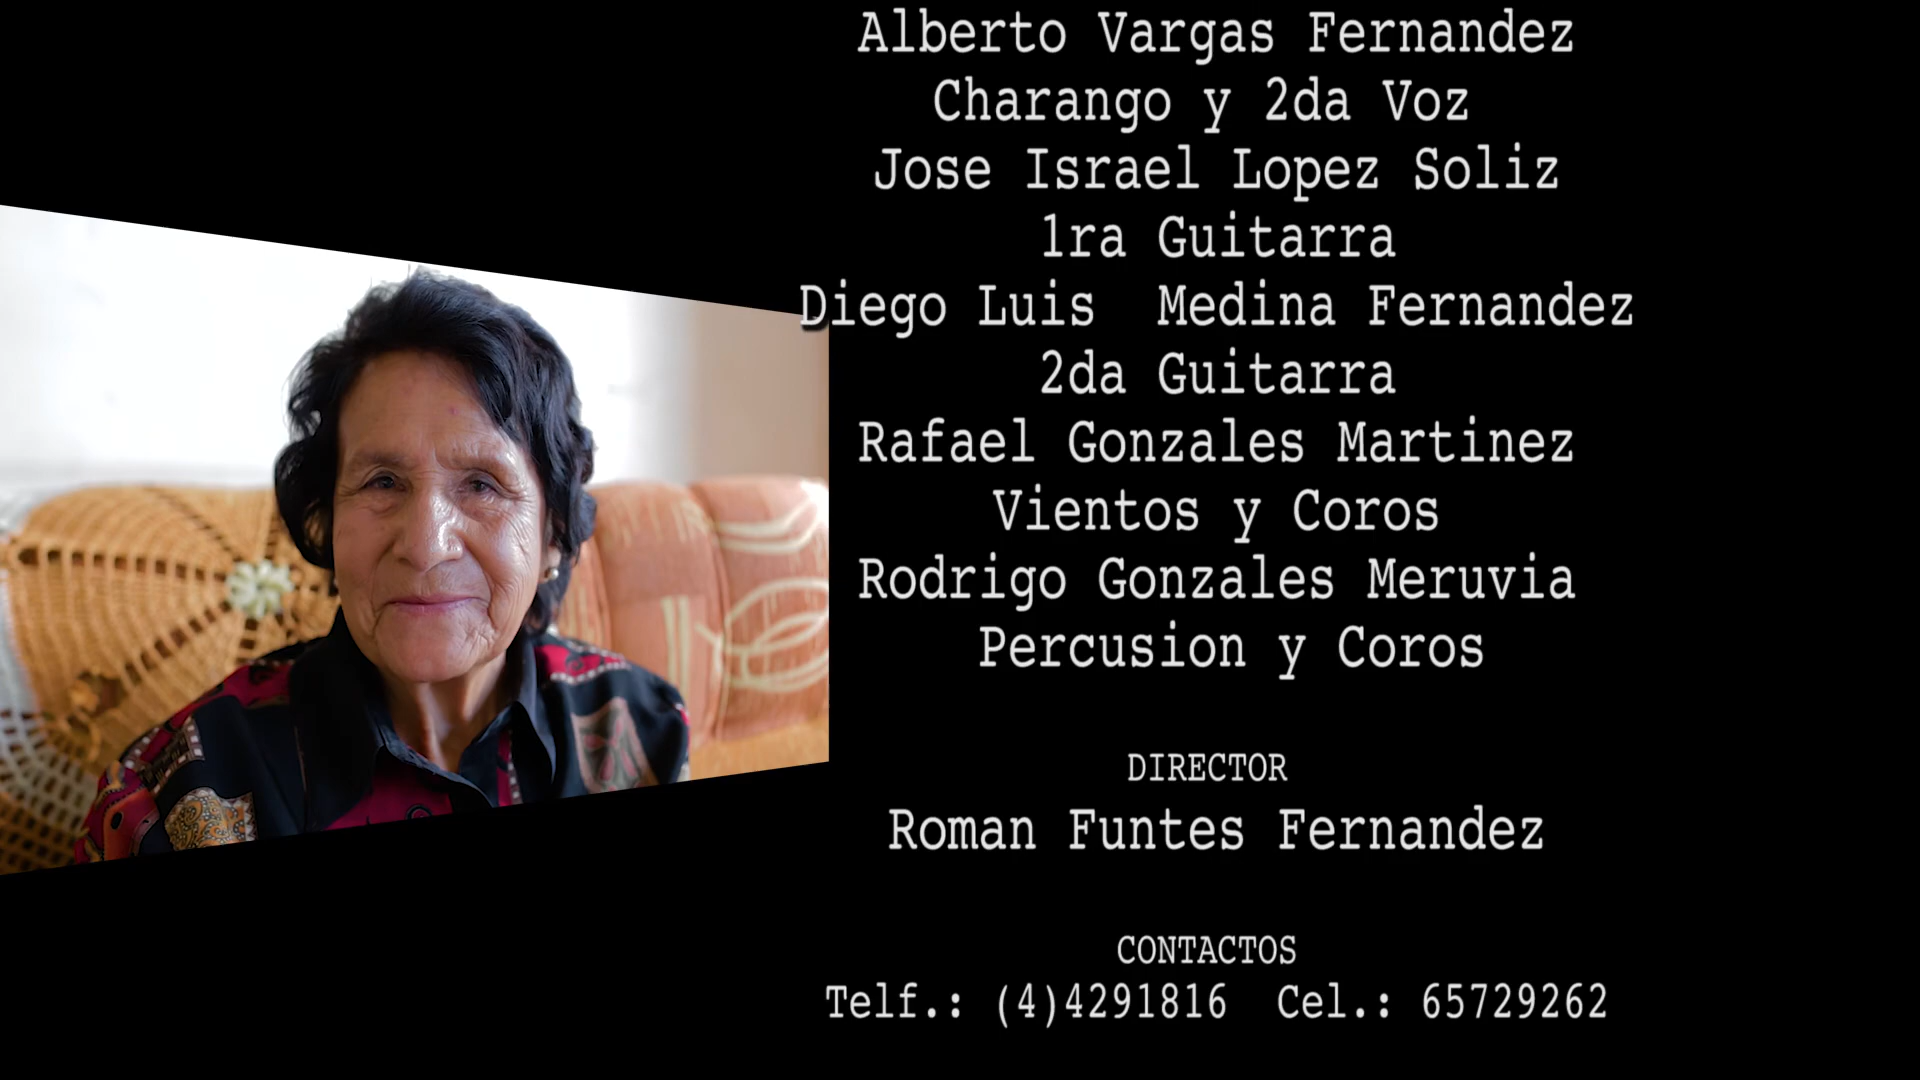 Alberto Vargas Fernandez
Charango y 2da Voz
Jose Israel Lopez Soliz
1ra Guitarra
Diego Luis  Medina Fernandez
2da Guitarra
Rafael Gonzales Martinez
Vientos y Coros
Rodrigo Gonzales Meruvia
Percusion y Coros
DIRECTOR
Roman Funtes Fernandez
CONTACTOS
Telf.: (4)4291816  Cel.: 65729262